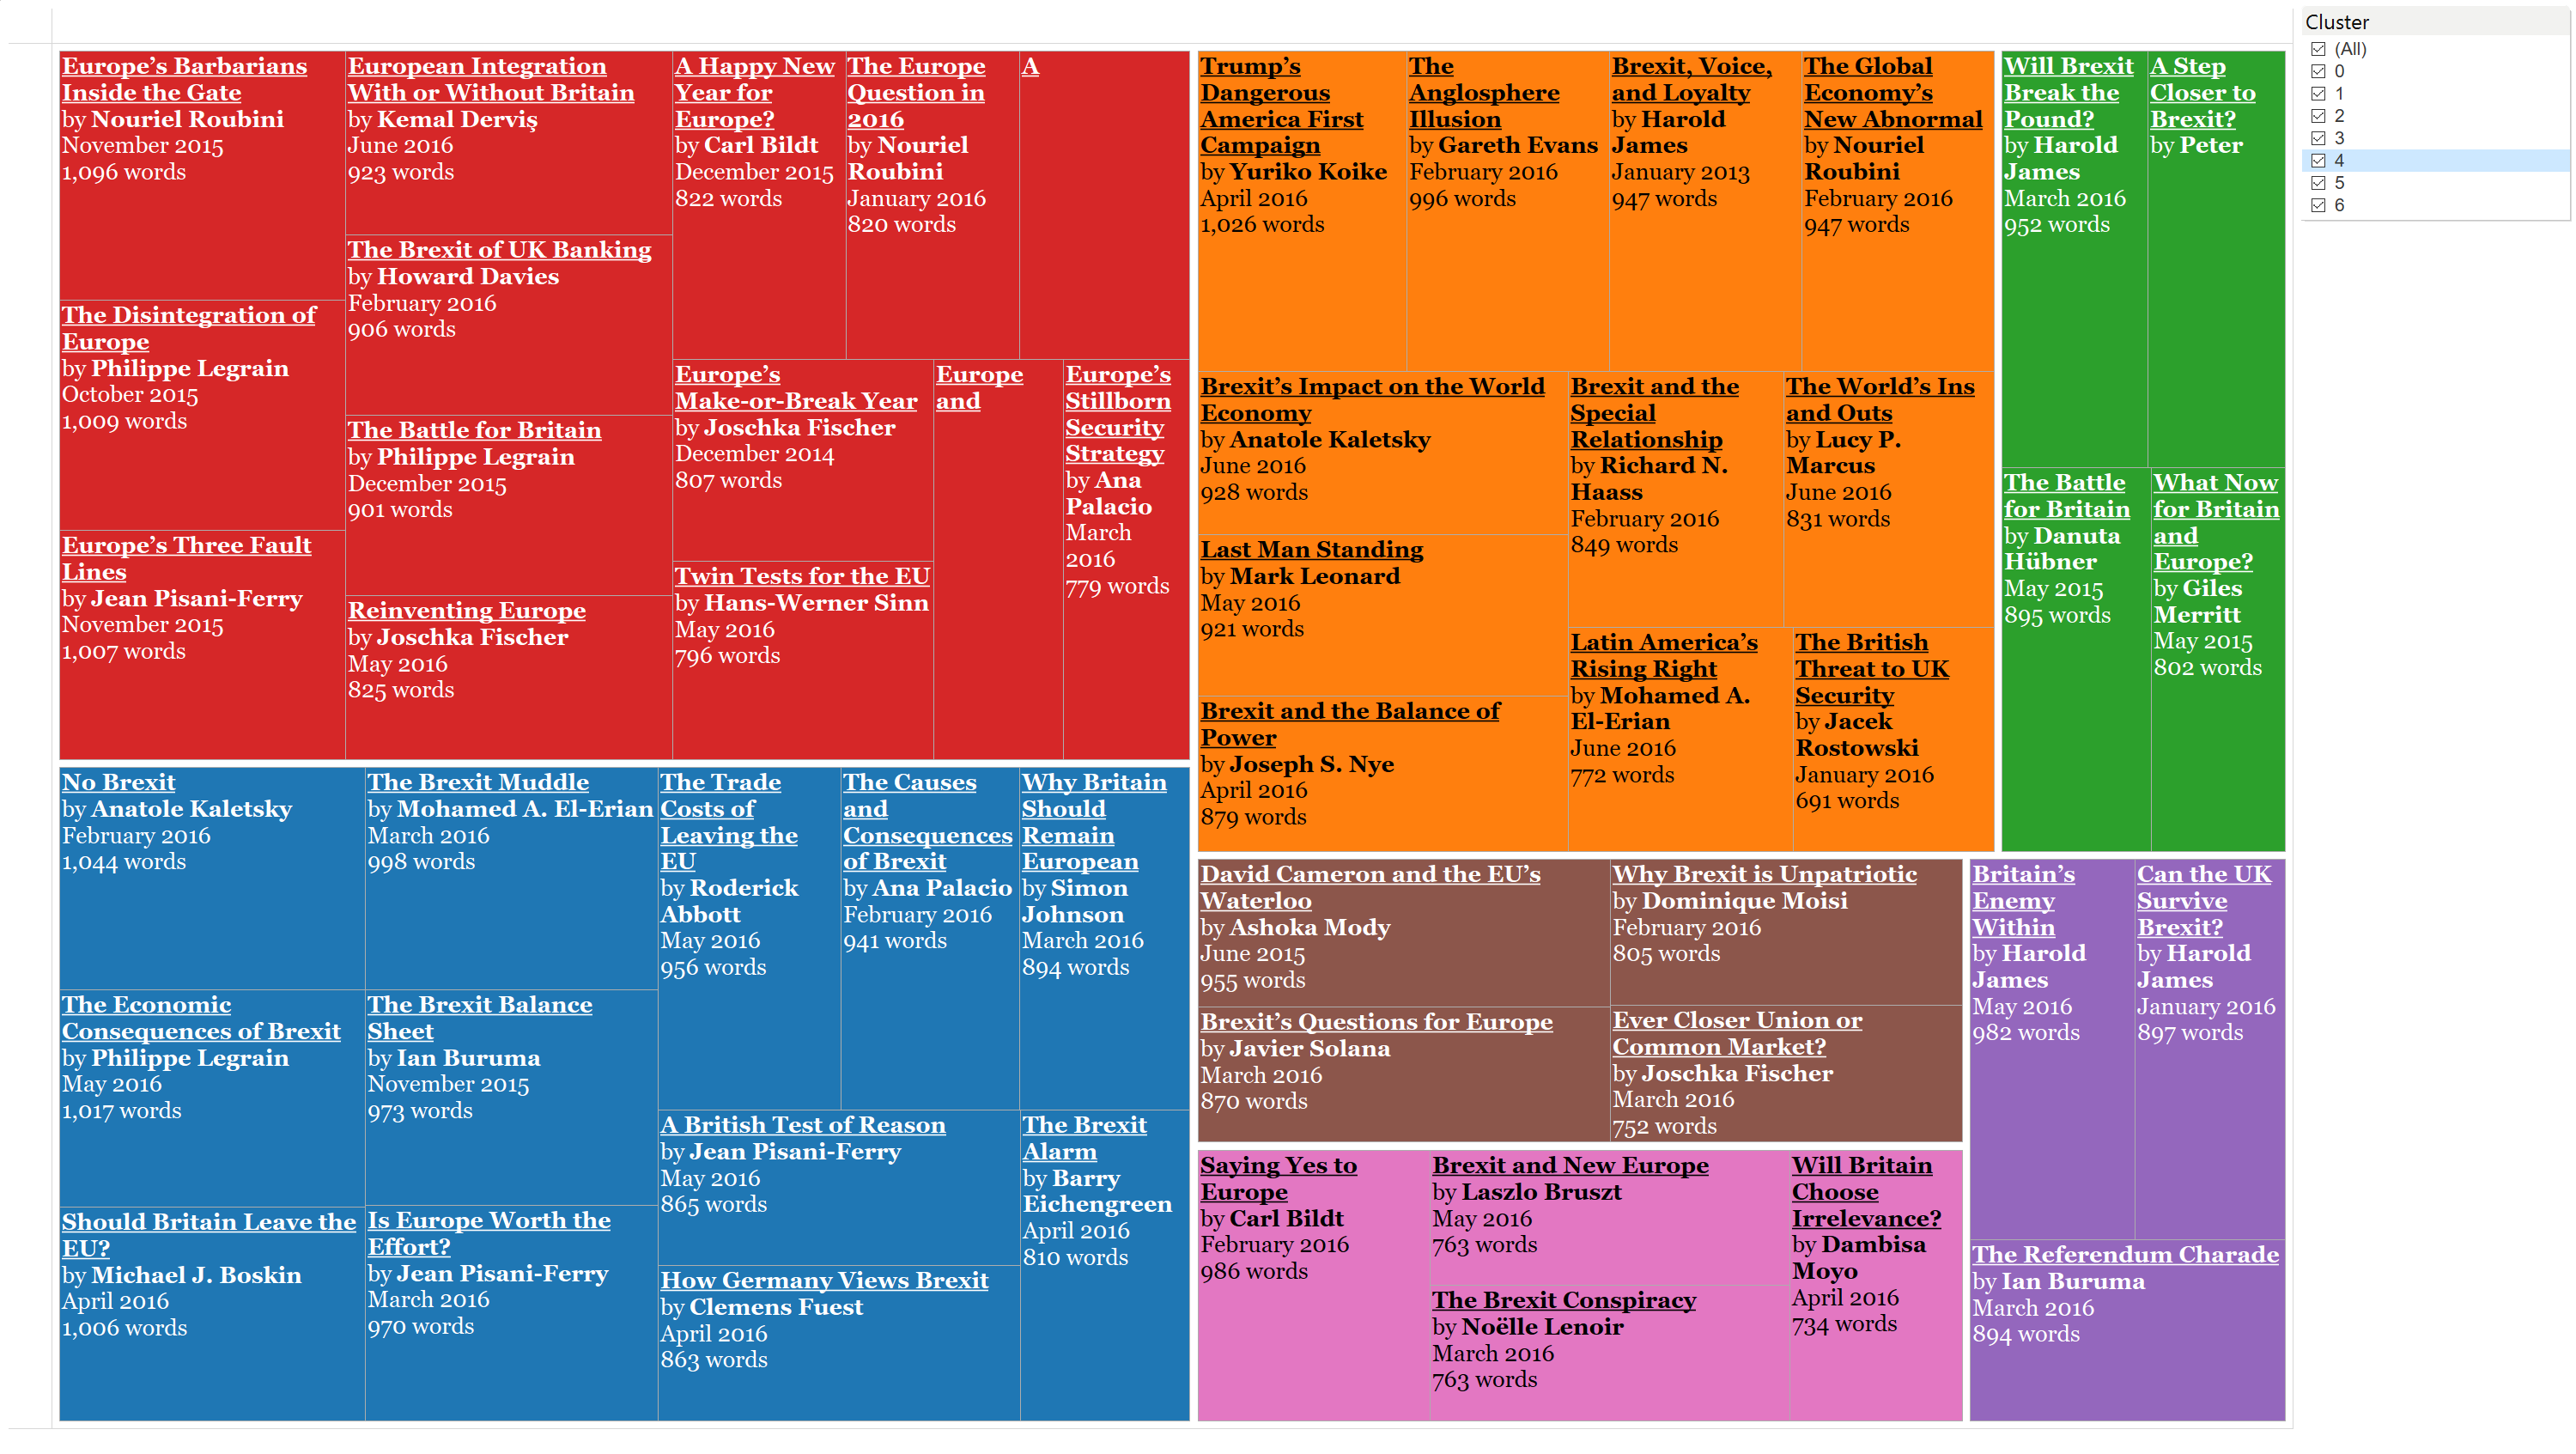 Europe’s Barbarians
Inside the Gate
by Nouriel Roubini
November 2015
1,096 words
The Disintegration of
Europe
by Philippe Legrain
October 2015
1,009 words
Europe’s Three Fault
Lines
by Jean Pisani-Ferry
November 2015
1,007 words
European Integration
With or Without Britain
by Kemal Derviş
June 2016
923 words
The Brexit of UK Banking
by Howard Davies
February 2016
906 words
The Battle for Britain
by Philippe Legrain
December 2015
901 words
Reinventing Europe
by Joschka Fischer
May 2016
825 words
A Happy New
Year for
Europe?
by Carl Bildt
December 2015
822 words
The Europe
Question in
2016
by Nouriel
Roubini
January 2016
820 words
A
Europe’s
Make-or-Break Year
by Joschka Fischer
December 2014
807 words
Twin Tests for the EU
by Hans-Werner Sinn
May 2016
796 words
Europe
and
Europe’s
Stillborn
Security
Strategy
by Ana
Palacio
March
2016
779 words
No Brexit
by Anatole Kaletsky
February 2016
1,044 words
The Economic
Consequences of Brexit
by Philippe Legrain
May 2016
1,017 words
Should Britain Leave the
EU?
by Michael J. Boskin
April 2016
1,006 words
The Brexit Muddle
by Mohamed A. El-Erian
March 2016
998 words
The Brexit Balance
Sheet
by Ian Buruma
November 2015
973 words
Is Europe Worth the
Effort?
by Jean Pisani-Ferry
March 2016
970 words
The Trade
Costs of
Leaving the
EU
by Roderick
Abbott
May 2016
956 words
The Causes
and
Consequences
of Brexit
by Ana Palacio
February 2016
941 words
Why Britain
Should
Remain
European
by Simon
Johnson
March 2016
894 words
A British Test of Reason
by Jean Pisani-Ferry
May 2016
865 words
How Germany Views Brexit
by Clemens Fuest
April 2016
863 words
The Brexit
Alarm
by Barry
Eichengreen
April 2016
810 words
Trump’s
Dangerous
America First
Campaign
by Yuriko Koike
April 2016
1,026 words
The
Anglosphere
Illusion
by Gareth Evans
February 2016
996 words
Brexit, Voice,
and Loyalty
by Harold
James
January 2013
947 words
The Global
Economy’s
New Abnormal
by Nouriel
Roubini
February 2016
947 words
Brexit’s Impact on the World
Economy
by Anatole Kaletsky
June 2016
928 words
Last Man Standing
by Mark Leonard
May 2016
921 words
Brexit and the Balance of
Power
by Joseph S. Nye
April 2016
879 words
Brexit and the
Special
Relationship
by Richard N.
Haass
February 2016
849 words
The World’s Ins
and Outs
by Lucy P.
Marcus
June 2016
831 words
Latin America’s
Rising Right
by Mohamed A.
El-Erian
June 2016
772 words
The British
Threat to UK
Security
by Jacek
Rostowski
January 2016
691 words
Will Brexit
Break the
Pound?
by Harold
James
March 2016
952 words
A Step
Closer to
Brexit?
by Peter
The Battle
for Britain
by Danuta
Hübner
May 2015
895 words
What Now
for Britain
and
Europe?
by Giles
Merritt
May 2015
802 words
David Cameron and the EU’s
Waterloo
by Ashoka Mody
June 2015
955 words
Brexit’s Questions for Europe
by Javier Solana
March 2016
870 words
Why Brexit is Unpatriotic
by Dominique Moisi
February 2016
805 words
Ever Closer Union or
Common Market?
by Joschka Fischer
March 2016
752 words
Saying Yes to
Europe
by Carl Bildt
February 2016
986 words
Brexit and New Europe
by Laszlo Bruszt
May 2016
763 words
The Brexit Conspiracy
by Noëlle Lenoir
March 2016
763 words
Will Britain
Choose
Irrelevance?
by Dambisa
Moyo
April 2016
734 words
Britain’s
Enemy
Within
by Harold
James
May 2016
982 words
Can the UK
Survive
Brexit?
by Harold
James
January 2016
897 words
The Referendum Charade
by Ian Buruma
March 2016
894 words
Cluster
(All)
0
1
2
3
4
5
6